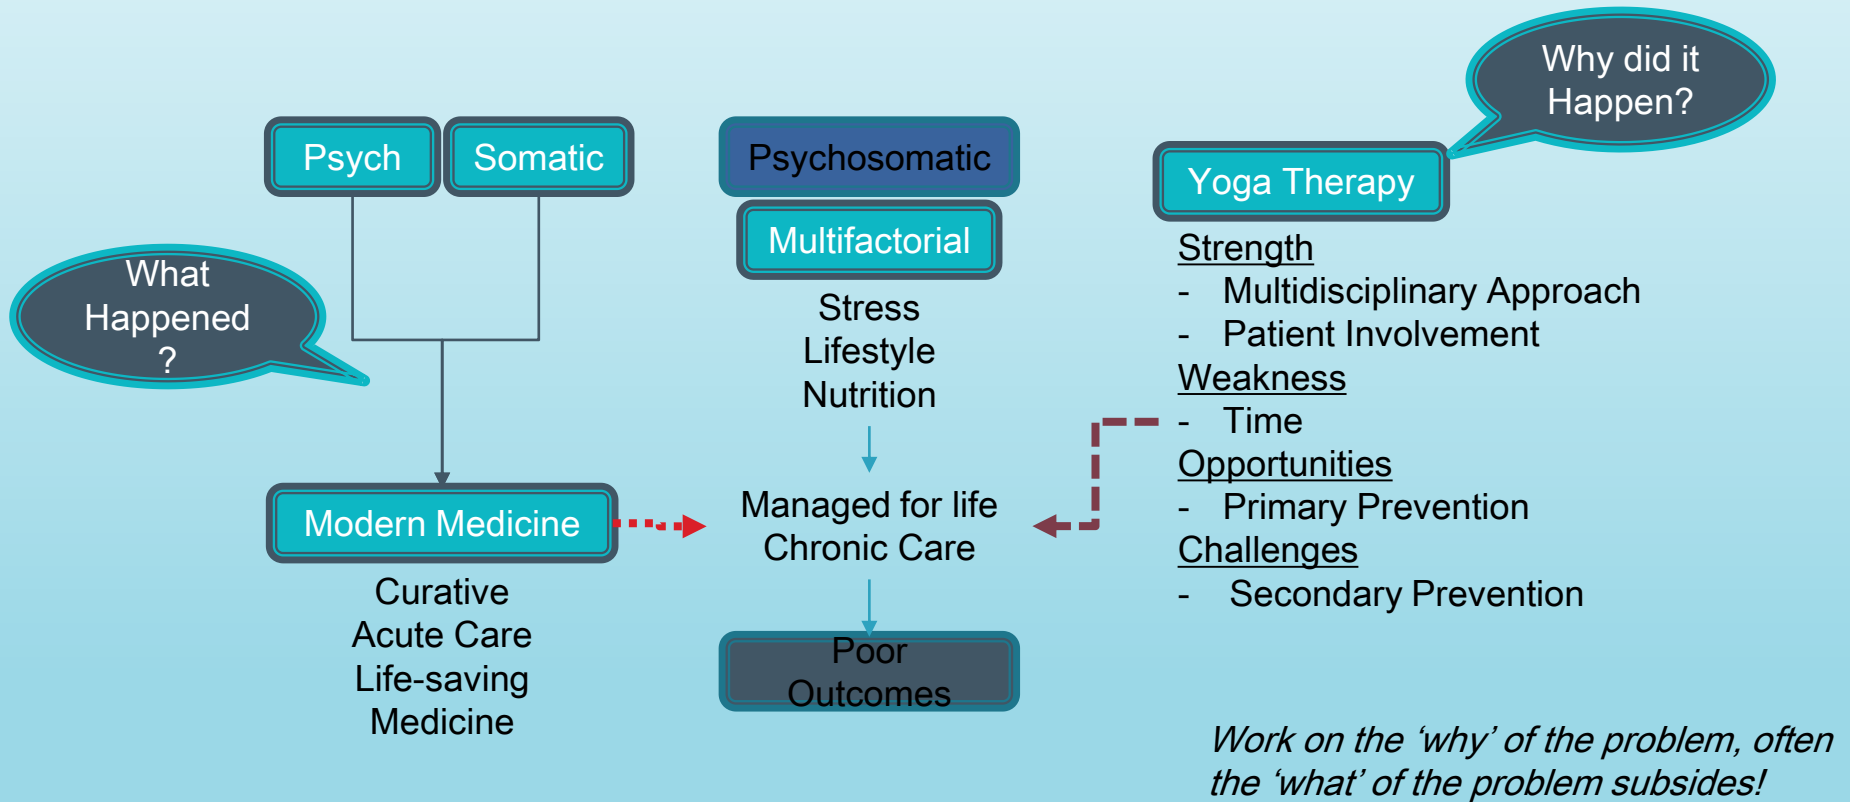 Why did it
Happen?
Psych
Somatic
Psychosomatic
Yoga Therapy
Multifactorial
What
Happened
?
Stress
Lifestyle
Nutrition
Strength
- Multidisciplinary Approach
- Patient Involvement
Weakness
- Time
Opportunities
- Primary Prevention
Challenges
- Secondary Prevention
Modern Medicine
Managed for life
Chronic Care
Curative
Acute Care
Life-saving
Medicine
Poor
Outcomes
Work on the ‘why’ of the problem, often
the ‘what’ of the problem subsides!